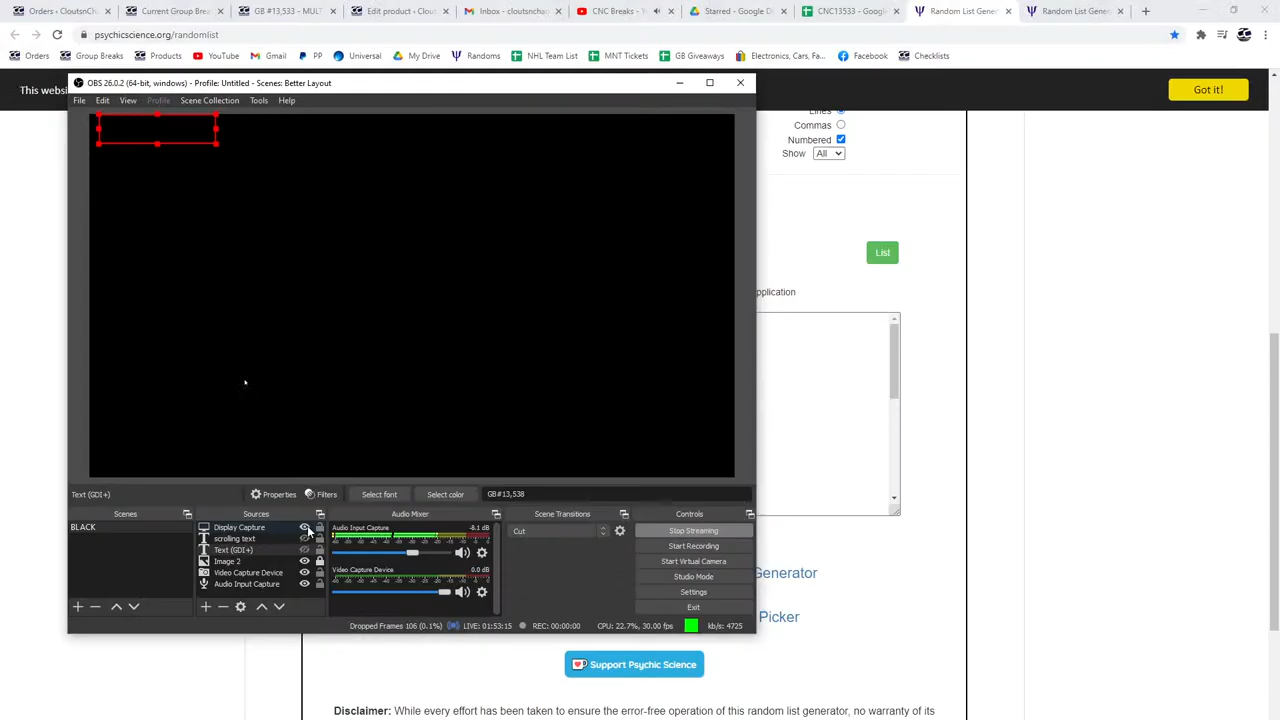 Orders · CloutsnCha
Current Group Break
GB #13,533 - MULT
Edit product · Clouts
Inbox - cloutsnchap
CNC Breaks - Y
Starred - Google D
CNC13533 - Google
Random List Gener
Random List Gener
psychicscience.org/randomlist
Orders
Group Breaks
Products
YouTube
Gmail
PP
Universal
My Drive
Randoms
NHL Team List
MNT Tickets
GB Giveaways
Electronics, Cars, Fa...
Facebook
Checklists
This webs
Got it!
OBS 26.0.2 (64-bit, windows) - Profile: Untitled - Scenes: Better Layout
File Edit View Profile Scene Collection Tools Help
Lines
Commas
Numbered
Show All
List
pplication
Text (GDI+)
Properties
Filters
Select font
Select color
GB#13,538
Scenes
Sources
Audio Mixer
Scene Transitions
Controls
BLACK
Display Capture
scrolling text
Text (GDI+)
Image 2
Video Capture Device
Audio Input Capture
Audio Input Capture
-8.1 dB
Video Capture Device
0.0 dB
Cut
Stop Streaming
Start Recording
Start Virtual Camera
Studio Mode
Settings
Exit
Dropped Frames 106 (0.1%)
LIVE: 01:53:15
REC: 00:00:00
CPU: 22.7%, 30.00 fps
kb/s: 4725
Generator
Picker
Support Psychic Science
Disclaimer: While every effort has been taken to ensure the error-free operation of this random list generator, no warranty of its